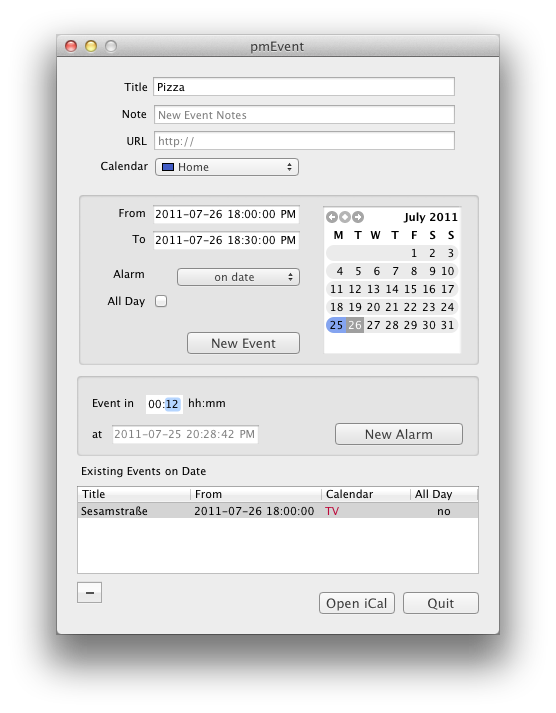 pmEvent
Title Pizza
Note New Event Notes
URL http://
Calendar Home
From 2011-07-26 18:00:00 PM
To 2011-07-26 18:30:00 PM
Alarm on date
All Day
New Event
July 2011
M T W T F S S
1 2 3
4 5 6 7 8 9 10
11 12 13 14 15 16 17
18 19 20 21 22 23 24
25 26 27 28 29 30 31
Event in 00:12 hh:mm
at 2011-07-25 20:28:42 PM
New Alarm
Existing Events on Date
Title From Calendar All Day
Sesamstraße 2011-07-26 18:00:00 TV no
Open iCal Quit